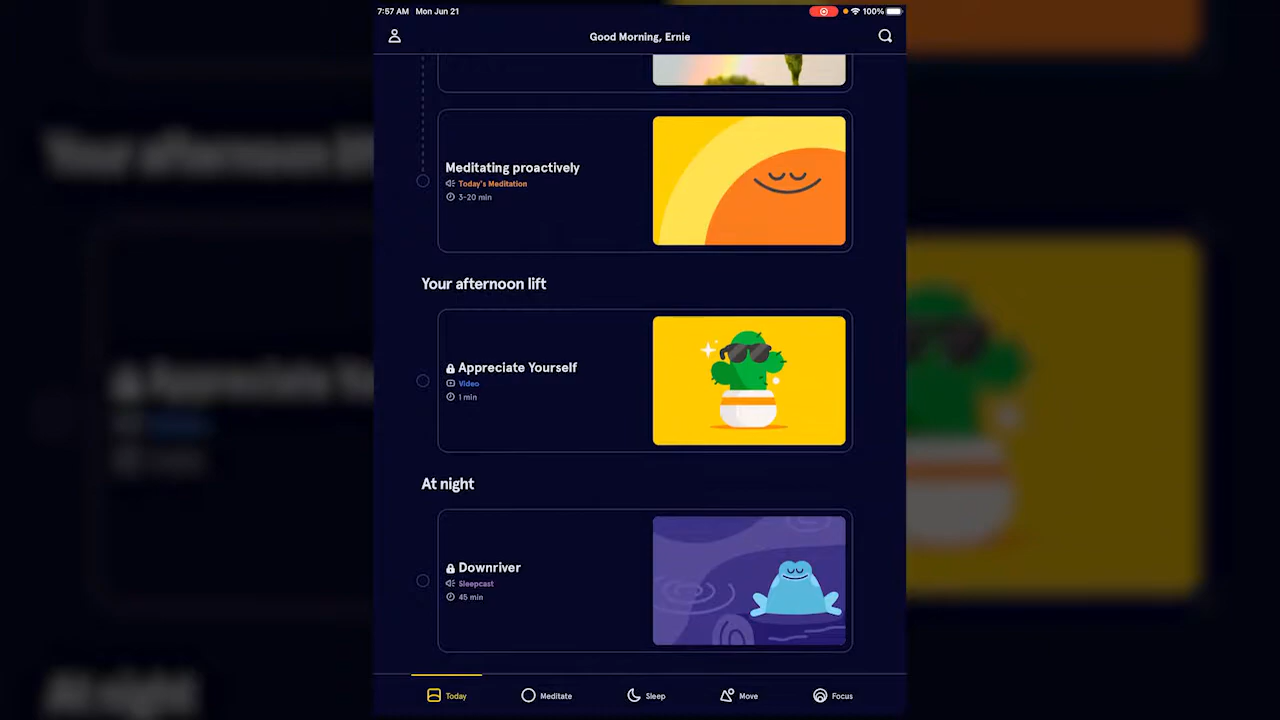 7:57 AM Mon Jun 21
100%
Good Morning, Ernie
Meditating proactively
Today's Meditation
3-20 min
Your afternoon lift
Appreciate Yourself
Video
1 min
At night
Downriver
Sleepcast
45 min
Today Meditate Sleep Move Focus